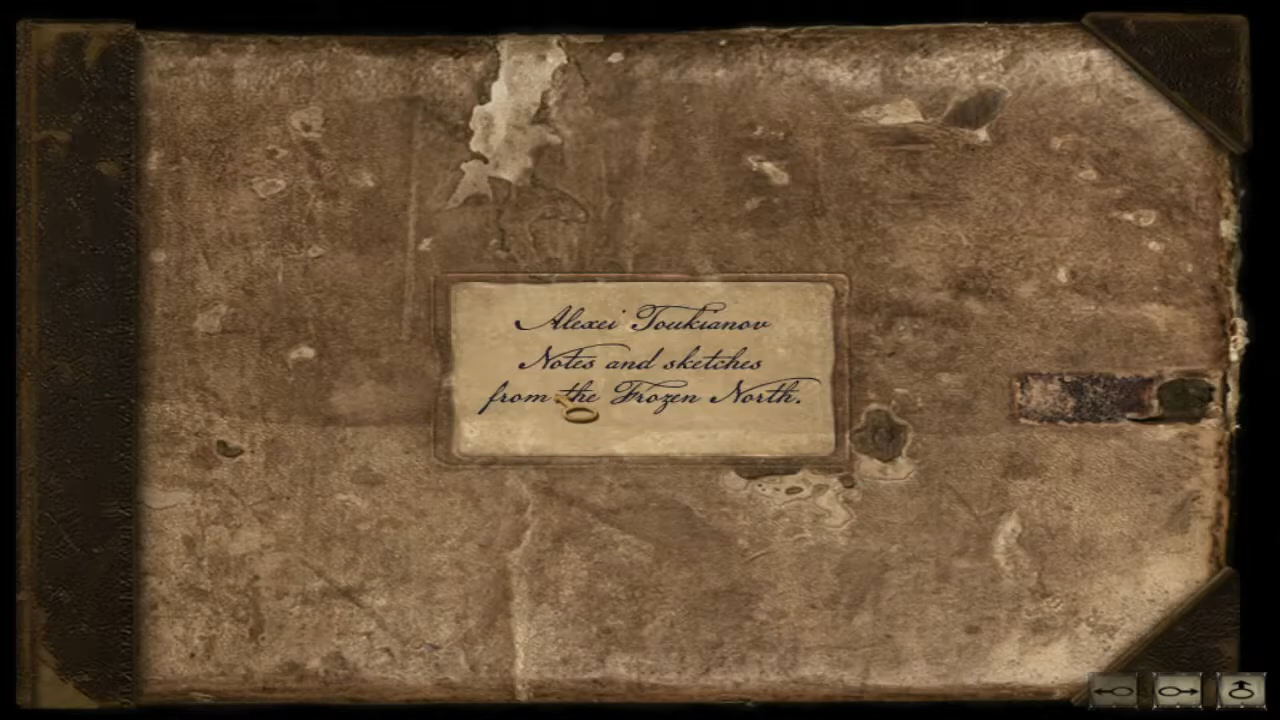 Alexei Toukianov
Notes and sketches
from the Frozen North.